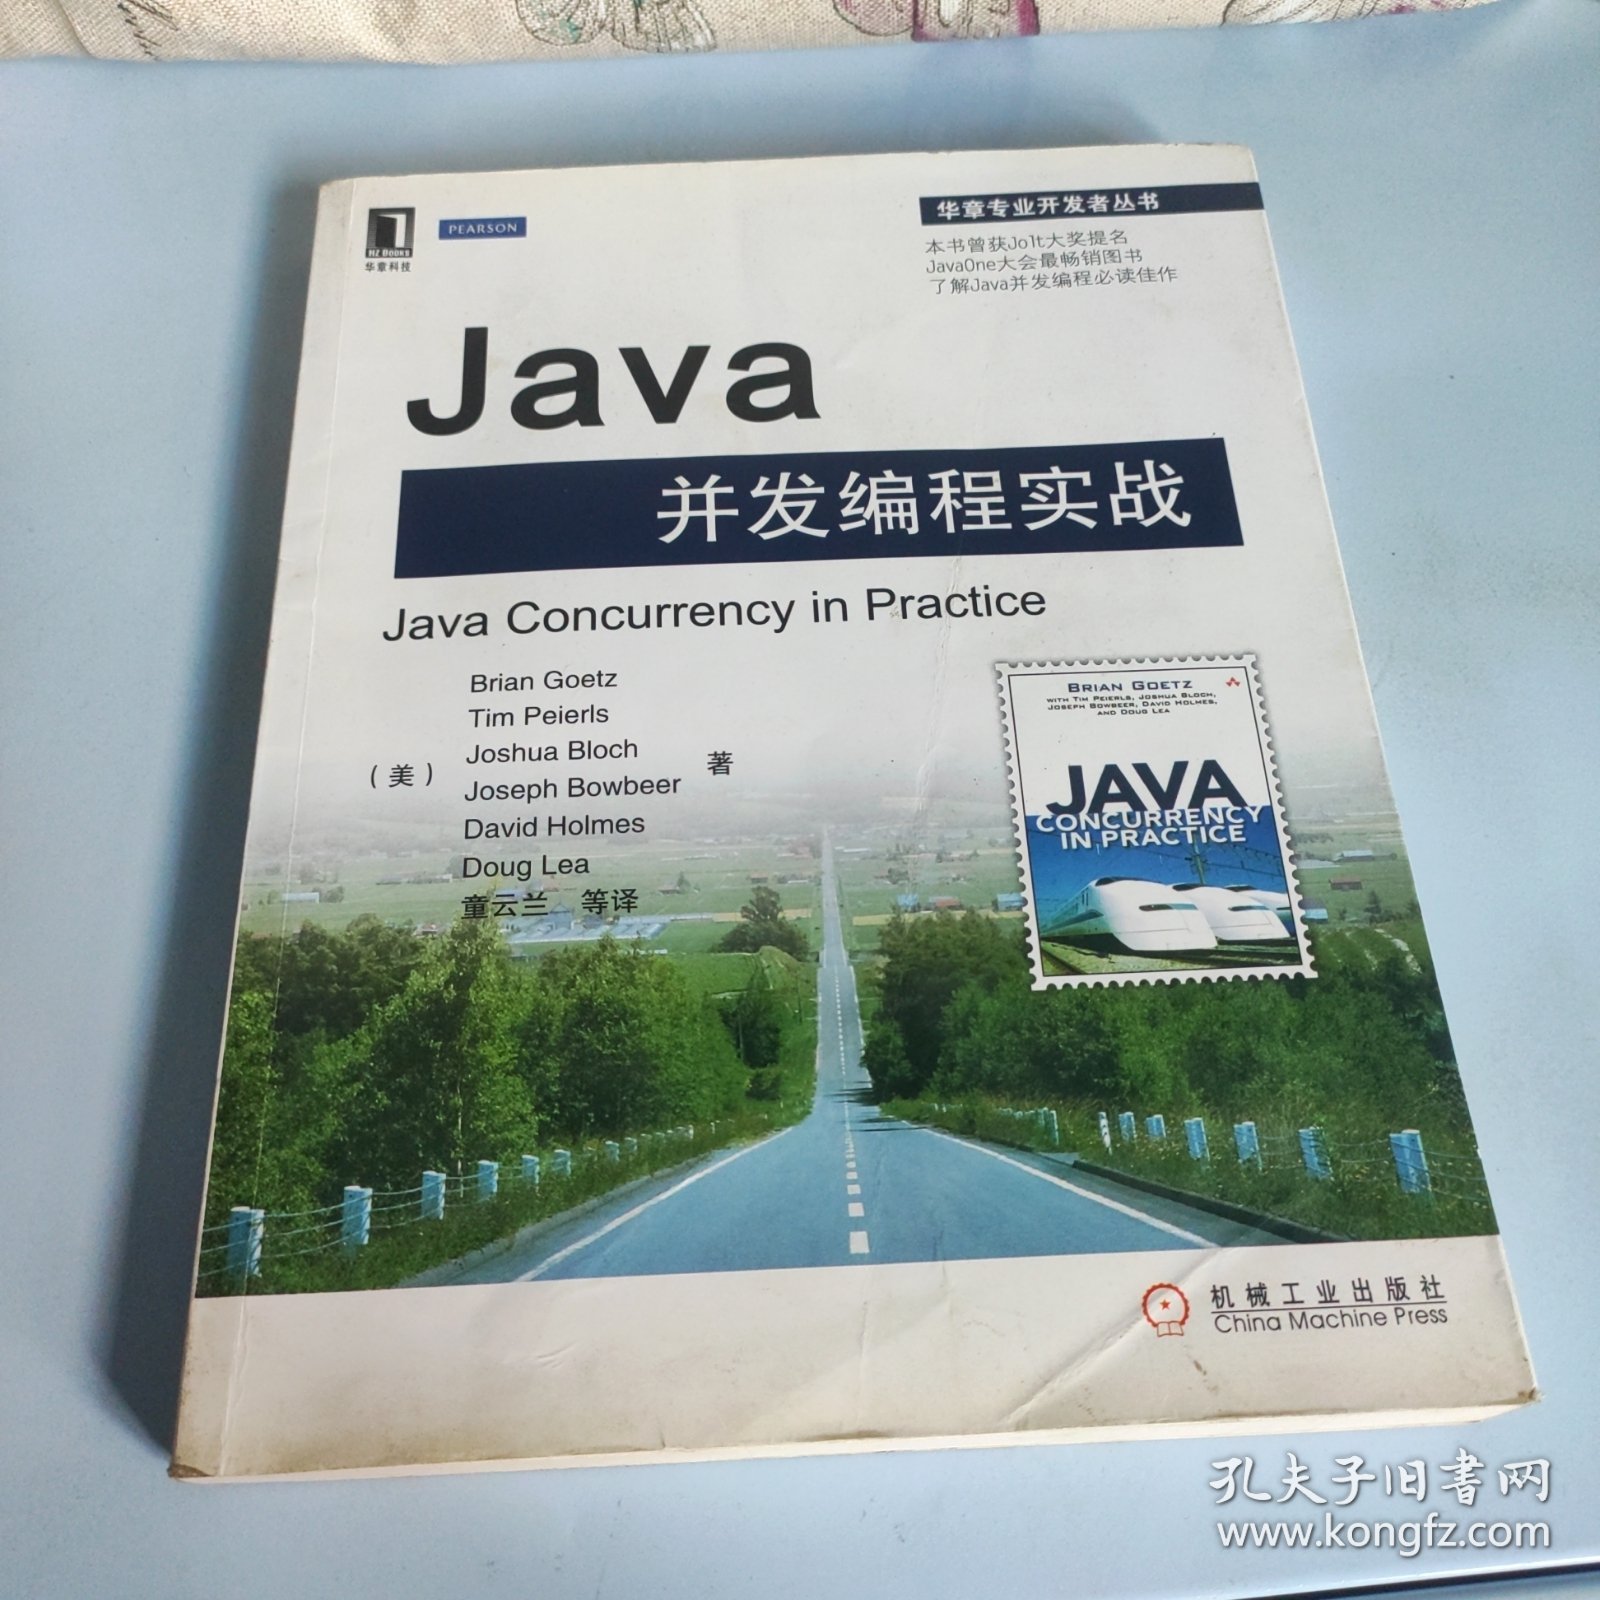 华章专业开发者丛书
HZ BOOKS
华章科技
PEARSON
本书曾获Jolt大奖提名
JavaOne大会最畅销图书
了解Java并发编程必读佳作
Java
并发编程实战
Java Concurrency in Practice
Brian Goetz
Tim Peierls
Joshua Bloch
(美) Joseph Bowbeer 著
David Holmes
Doug Lea
童云兰 等译
BRIAN GOETZ
WITH TIM PEIERLS, JOSHUA BLOCH,
JOSEPH BOWBEER, DAVID HOLMES,
AND DOUG LEA
JAVA
CONCURRENCY
IN PRACTICE
机械工业出版社
China Machine Press
孔夫子旧书网
www.kongfz.com